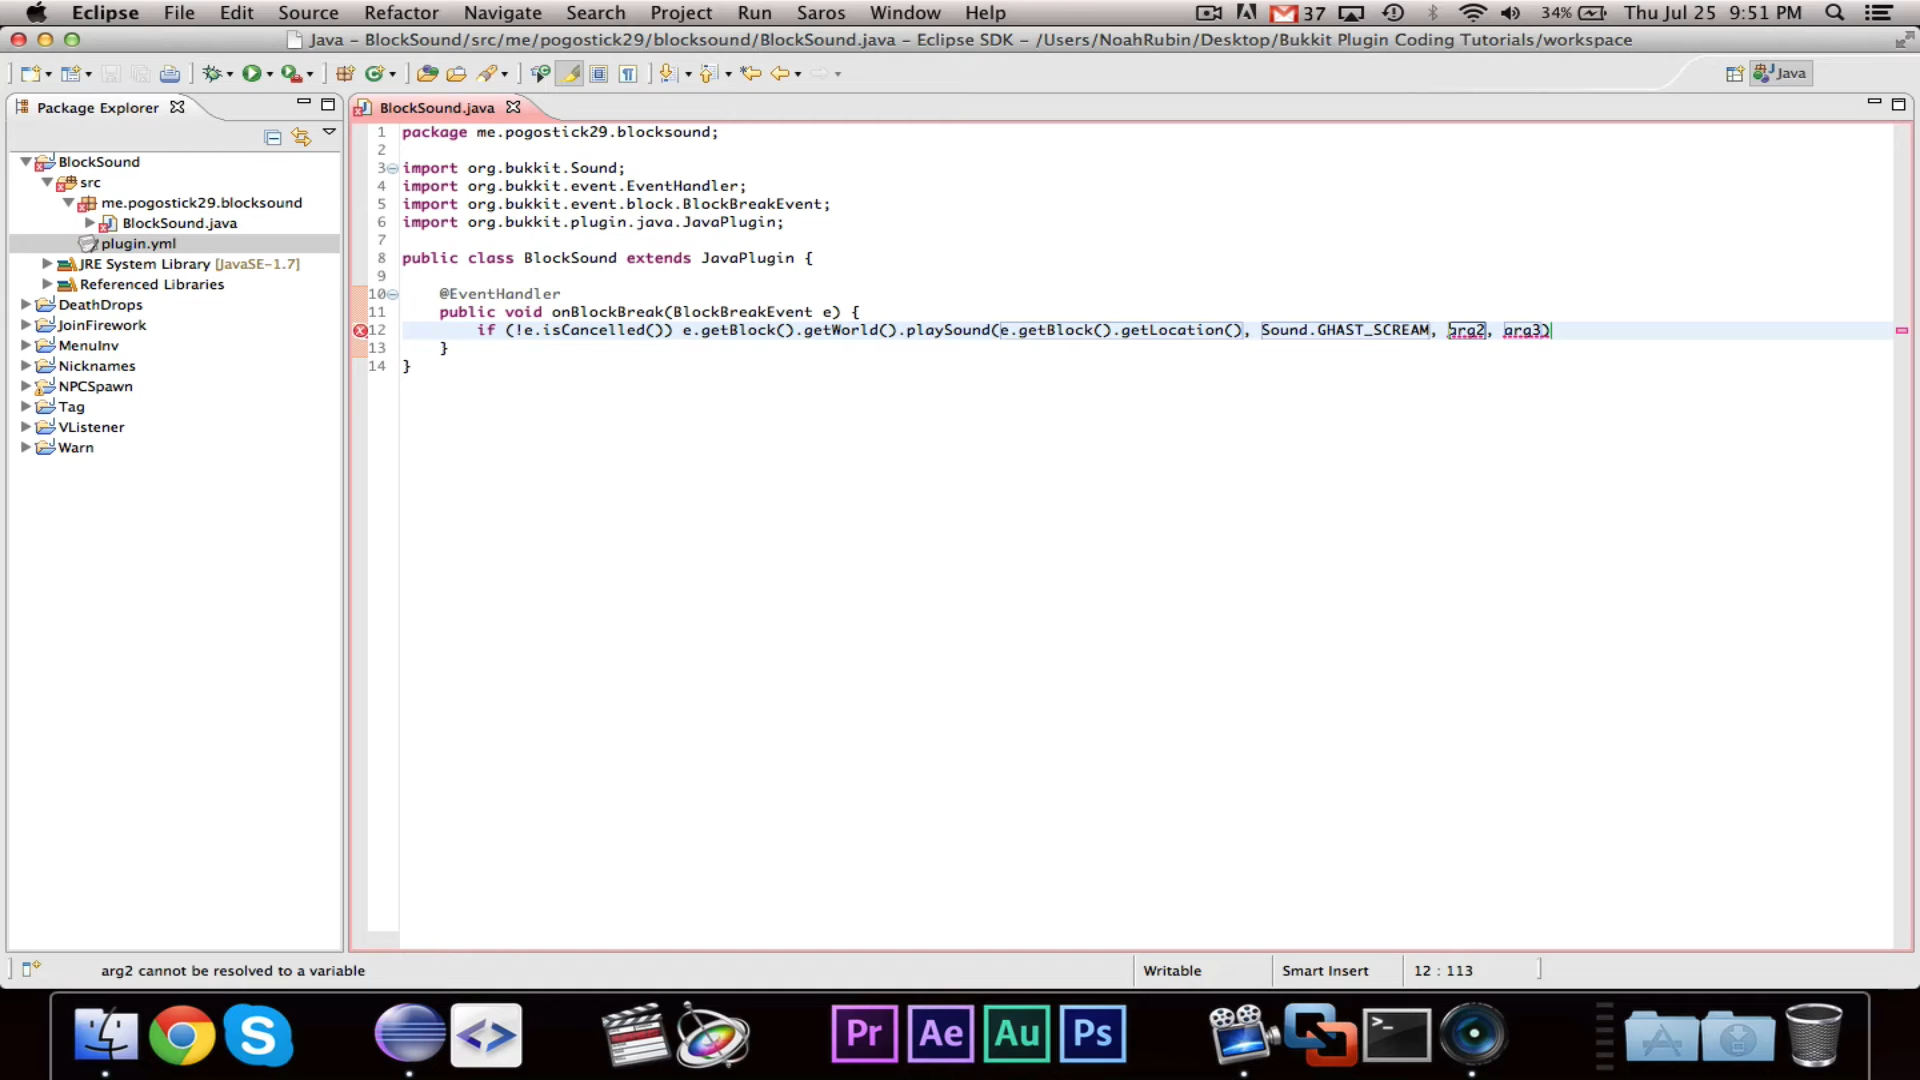 Eclipse File Edit Source Refactor Navigate Search Project Run Saros Window Help 37 34% Thu Jul 25 9:51 PM
Java – BlockSound/src/me/pogostick29/blocksound/BlockSound.java – Eclipse SDK – /Users/NoahRubin/Desktop/Bukkit Plugin Coding Tutorials/workspace
Java
Package Explorer
BlockSound
src
me.pogostick29.blocksound
BlockSound.java
plugin.yml
JRE System Library [JavaSE-1.7]
Referenced Libraries
DeathDrops
JoinFirework
MenuInv
Nicknames
NPCSpawn
Tag
VListener
Warn
BlockSound.java
1 package me.pogostick29.blocksound;
2
3 import org.bukkit.Sound;
4 import org.bukkit.event.EventHandler;
5 import org.bukkit.event.block.BlockBreakEvent;
6 import org.bukkit.plugin.java.JavaPlugin;
7
8 public class BlockSound extends JavaPlugin {
9
10 @EventHandler
11 public void onBlockBreak(BlockBreakEvent e) {
12 if (!e.isCancelled()) e.getBlock().getWorld().playSound(e.getBlock().getLocation(), Sound.GHAST_SCREAM, arg2, arg3)
13 }
14 }
arg2 cannot be resolved to a variable
Writable
Smart Insert
12 : 113
Pr Ae Au Ps